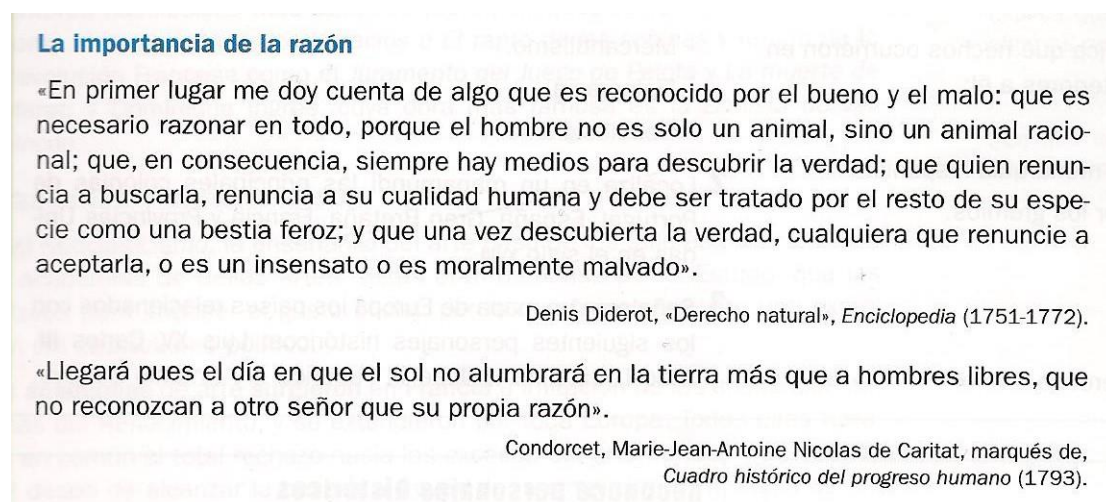 La importancia de la razón
«En primer lugar me doy cuenta de algo que es reconocido por el bueno y el malo: que es
necesario razonar en todo, porque el hombre no es solo un animal, sino un animal racio-
nal; que, en consecuencia, siempre hay medios para descubrir la verdad; que quien renun-
cia a buscarla, renuncia a su cualidad humana y debe ser tratado por el resto de su espe-
cie como una bestia feroz; y que una vez descubierta la verdad, cualquiera que renuncie a
aceptarla, o es un insensato o es moralmente malvado».
Denis Diderot, «Derecho natural», Enciclopedia (1751-1772).
«Llegará pues el día en que el sol no alumbrará en la tierra más que a hombres libres, que
no reconozcan a otro señor que su propia razón».
Condorcet, Marie-Jean-Antoine Nicolas de Caritat, marqués de,
Cuadro histórico del progreso humano (1793).